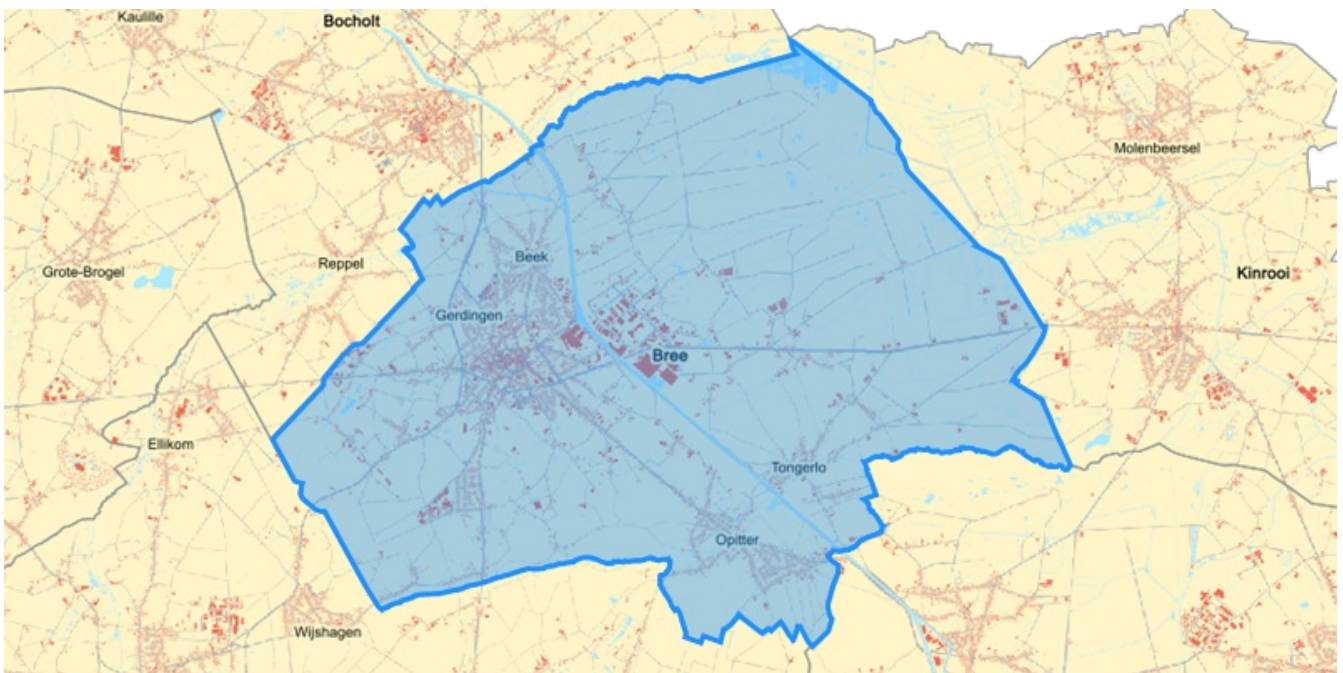 Kaulille
Bocholt
Molenbeersel
Beek
Reppel
Grote-Brogel
Kinrooi
Gerdingen
Bree
Ellikom
Tongerlo
Opitter
Wijshagen